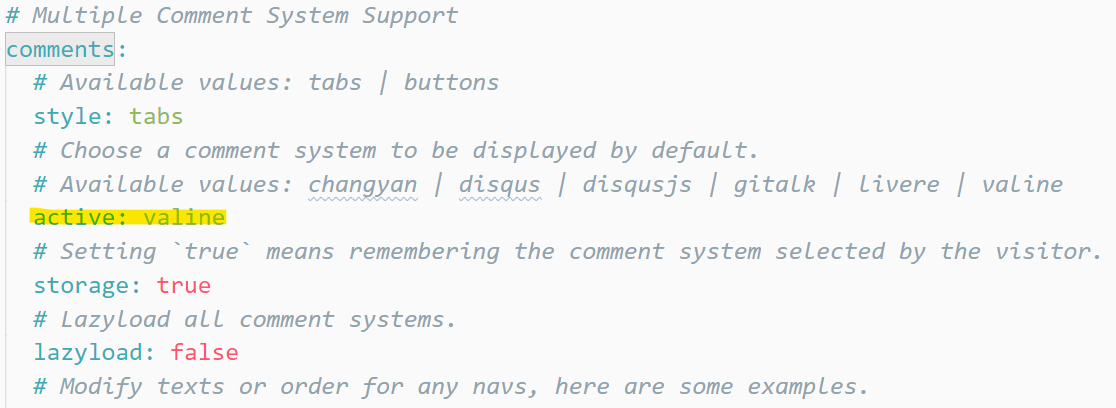 # Multiple Comment System Support
comments:
  # Available values: tabs | buttons
  style: tabs
  # Choose a comment system to be displayed by default.
  # Available values: changyan | disqus | disqusjs | gitalk | livere | valine
  active: valine
  # Setting `true` means remembering the comment system selected by the visitor.
  storage: true
  # Lazyload all comment systems.
  lazyload: false
  # Modify texts or order for any navs, here are some examples.